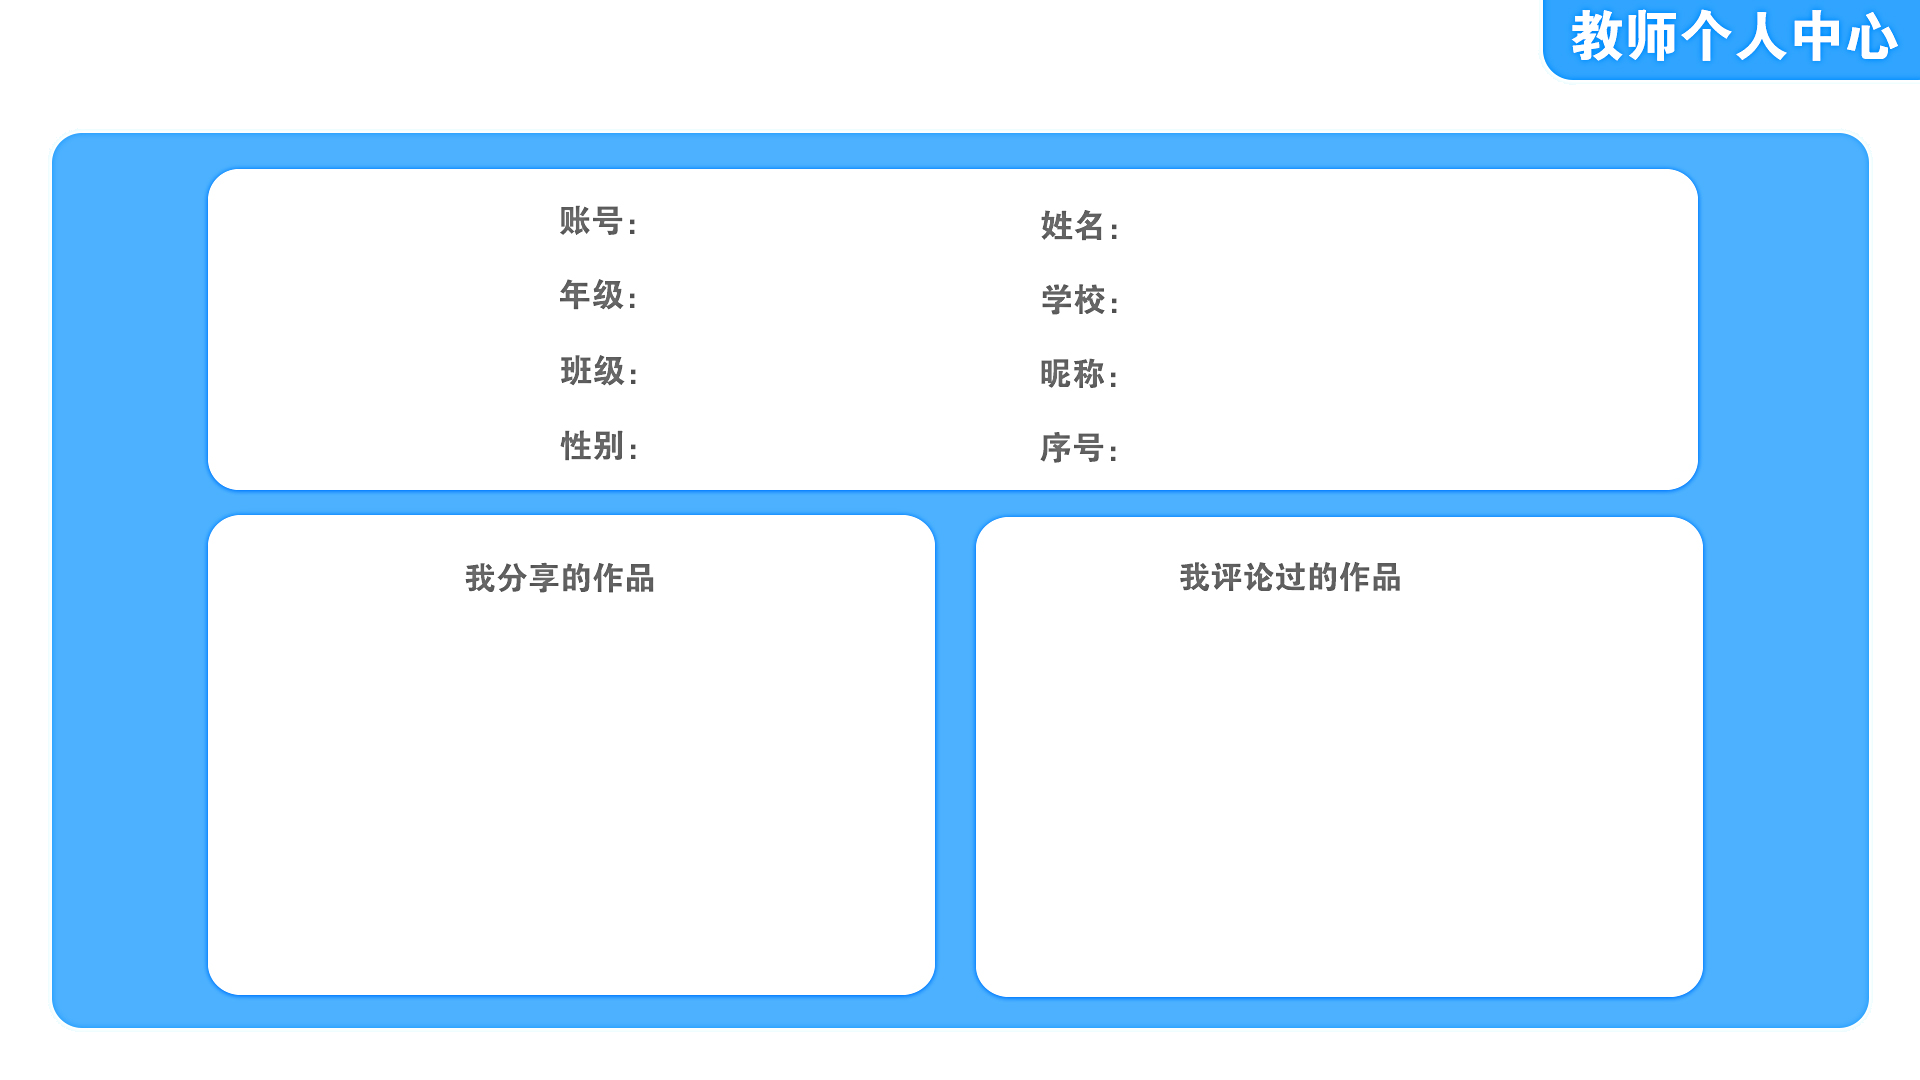 教师个人中心
账号：
姓名：
年级：
学校：
班级：
昵称：
性别：
序号：
我分享的作品
我评论过的作品